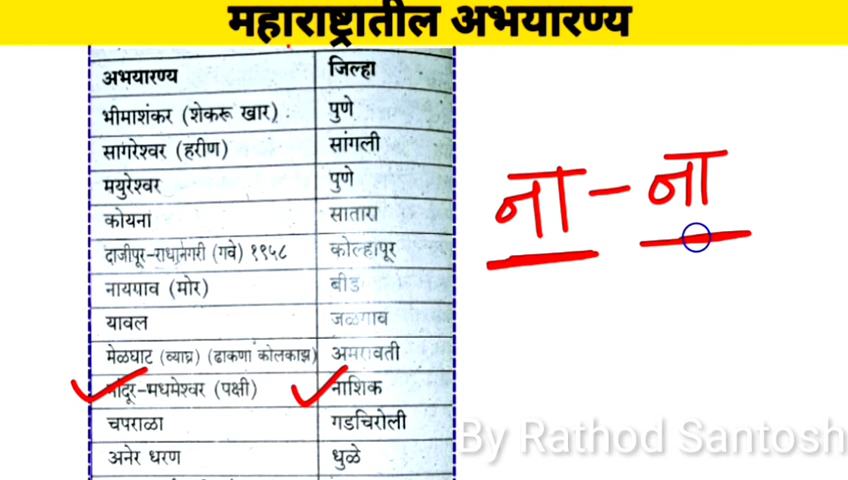 महाराष्ट्रातील अभयारण्य
अभयारण्य जिल्हा
भीमाशंकर (शेकरू खार) पुणे
सागरेश्वर (हरीण) सांगली
मयुरेश्वर पुणे
कोयना सातारा
दाजीपूर-राधानगरी (गवे) १९५८ कोल्हापूर
नायगाव (मोर) बीड
यावल जळगाव
मेळघाट (व्याघ्र) (ढाकणा कोलकाझ) अमरावती
नांदूर-मधमेश्वर (पक्षी) नाशिक
चपराळा गडचिरोली
अनेर धरण धुळे
ना - ना
By Rathod Santosh